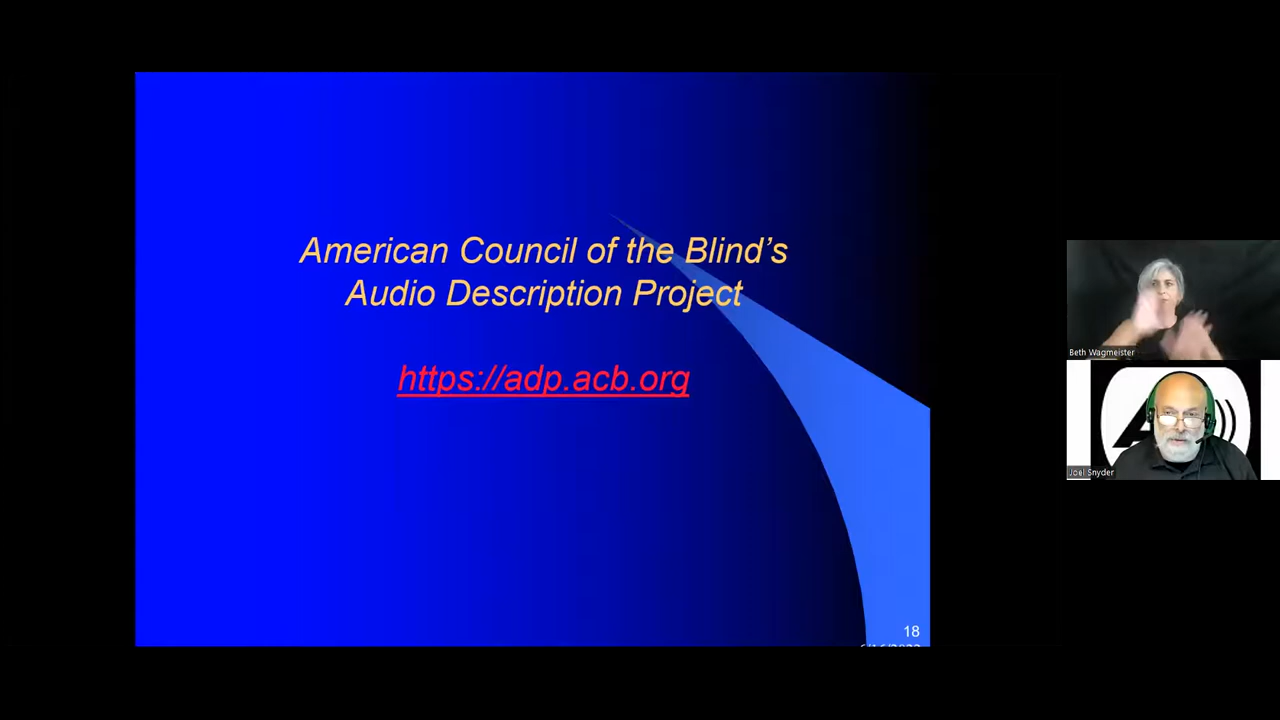 American Council of the Blind’s
Audio Description Project
https://adp.acb.org
18
Beth Wagmeister
Joel Snyder